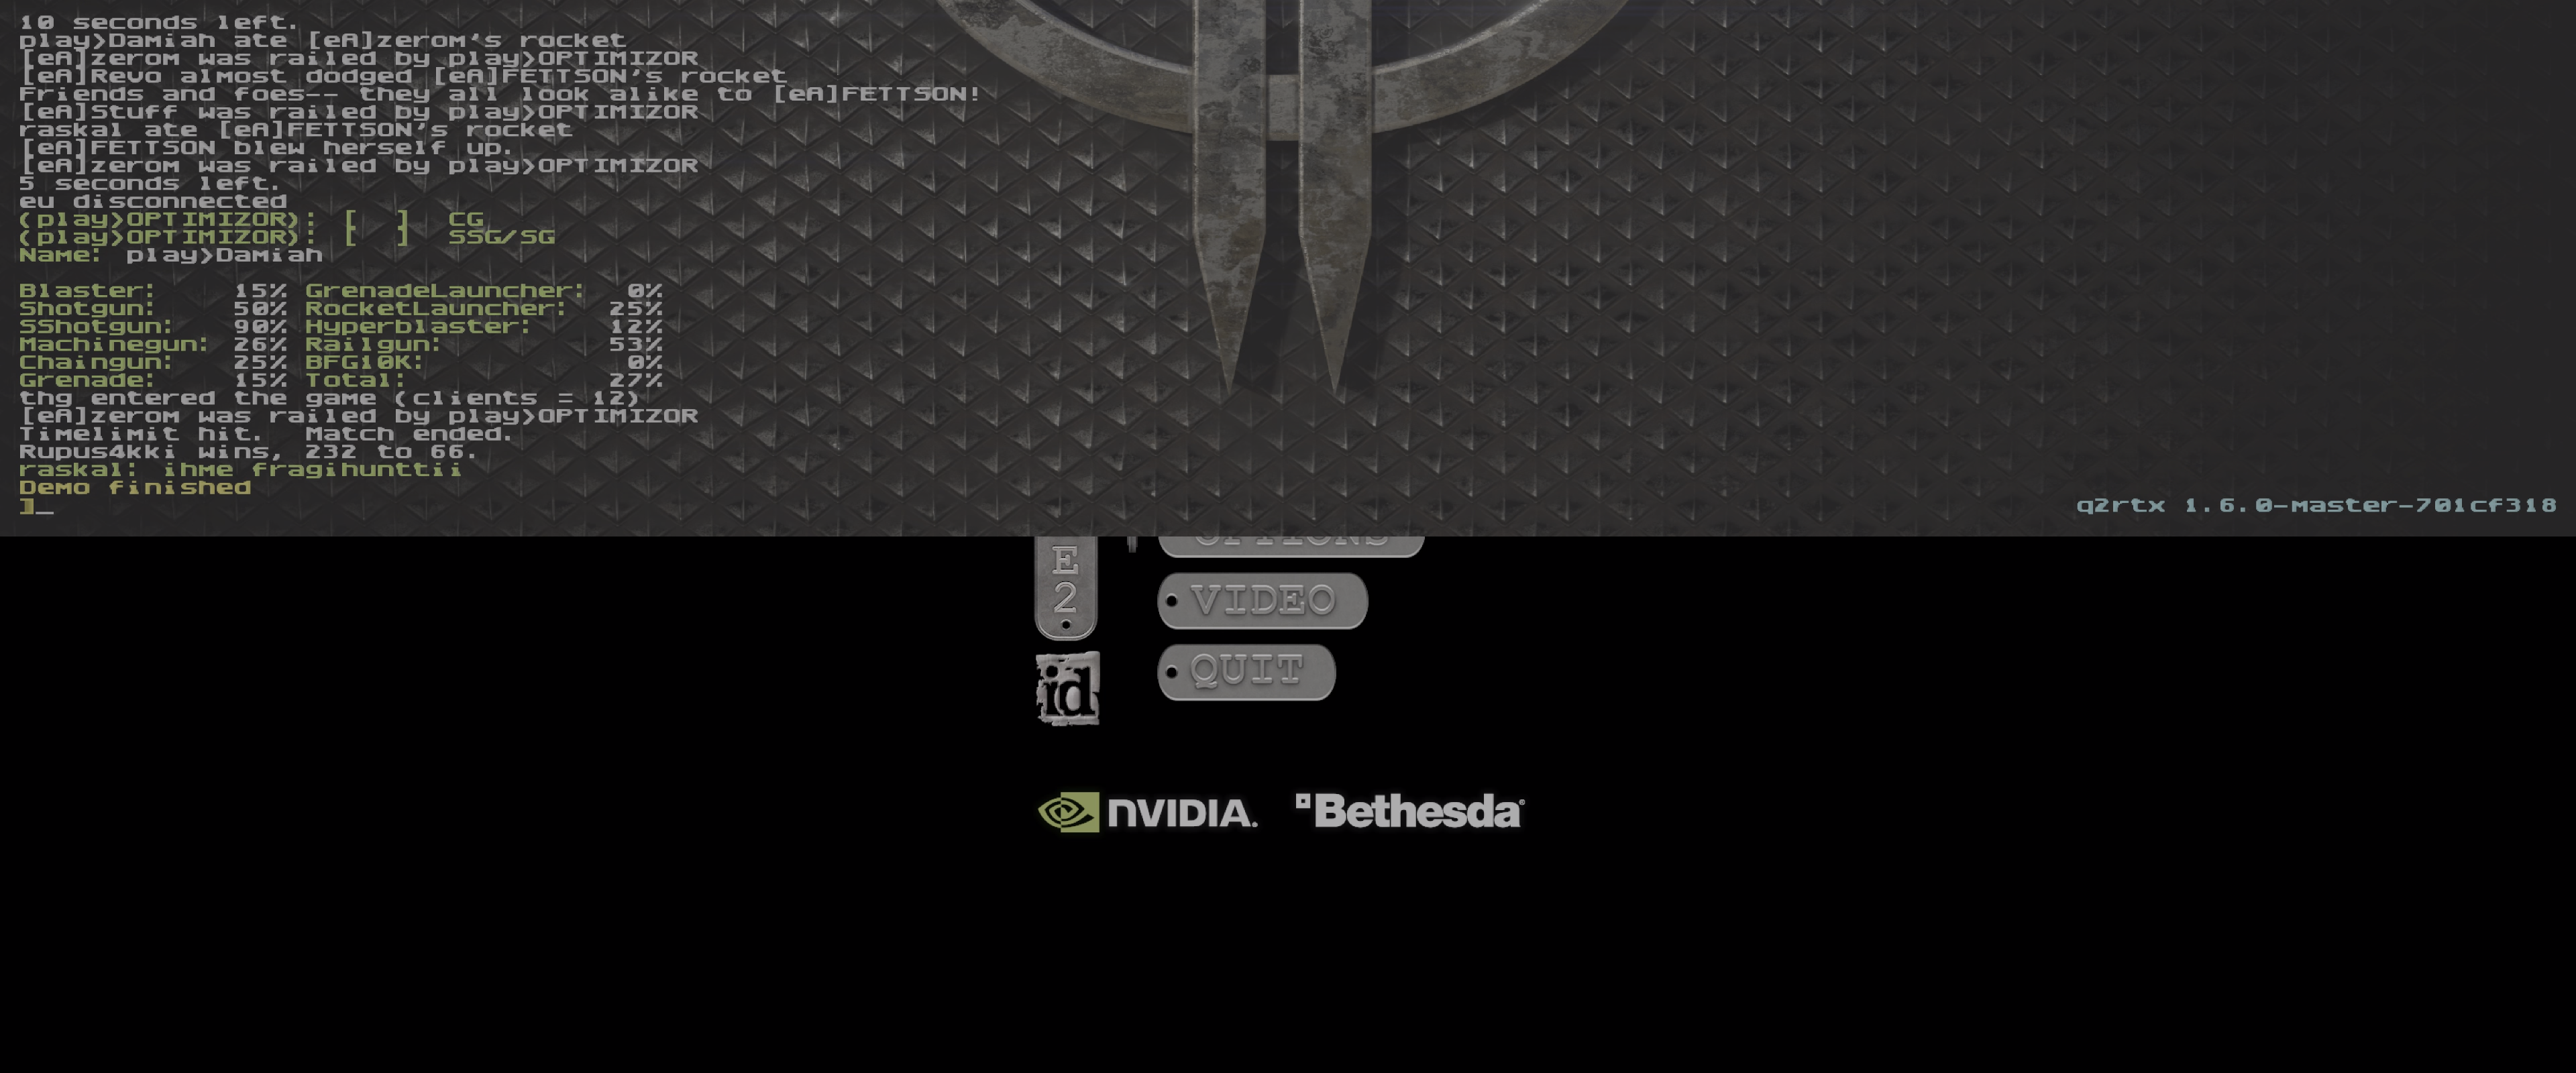 10 seconds left.
play>Damiah ate [eA]zerom's rocket
[eA]zerom was railed by play>OPTIMIZOR
[eA]Revo almost dodged [eA]FETTSON's rocket
Friends and foes-- they all look alike to [eA]FETTSON!
[eA]Stuff was railed by play>OPTIMIZOR
raskal ate [eA]FETTSON's rocket
[eA]FETTSON blew herself up.
[eA]zerom was railed by play>OPTIMIZOR
5 seconds left.
eu disconnected
(play>OPTIMIZOR): [  ]  CG
(play>OPTIMIZOR): [  ]  SSG/SG
Name: play>Damiah
Blaster: 15% GrenadeLauncher: 0%
Shotgun: 50% RocketLauncher: 25%
SShotgun: 90% Hyperblaster: 12%
Machinegun: 26% Railgun: 53%
Chaingun: 25% BFG10K: 0%
Grenade: 15% Total: 27%
thg entered the game (clients = 12)
[eA]zerom was railed by play>OPTIMIZOR
Timelimit hit.  Match ended.
Rupus4kki wins, 232 to 66.
raskal: ihme fragihunttii
Demo finished
]_
q2rtx 1.6.0-master-701cf318
OPTIONS
E
2
VIDEO
QUIT
id
NVIDIA.
Bethesda®